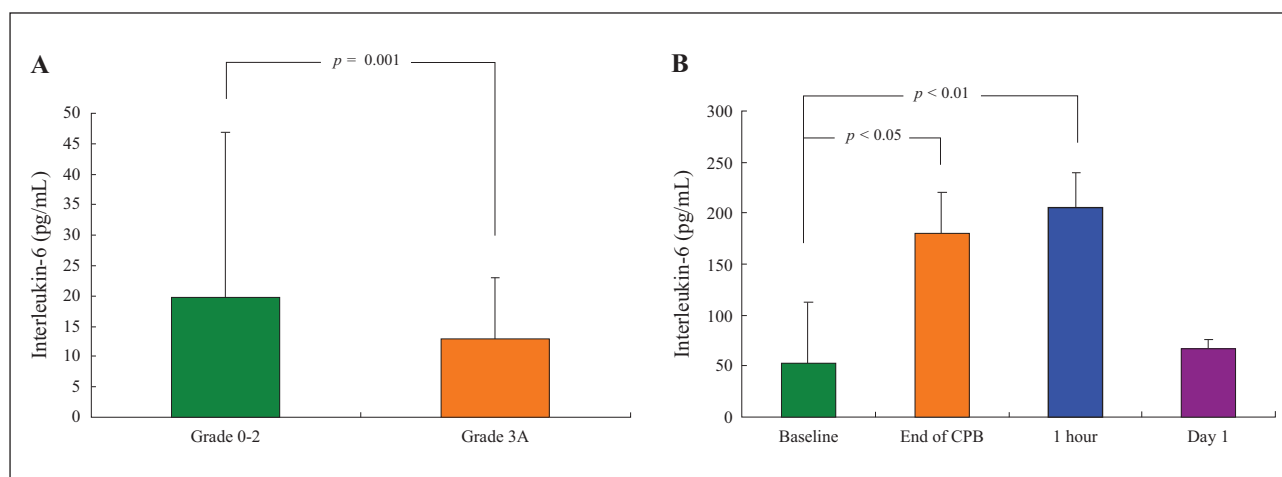 A
p = 0.001
Interleukin-6 (pg/mL)
50
45
40
35
30
25
20
15
10
5
0
Grade 0-2
Grade 3A
B
p < 0.01
p < 0.05
Interleukin-6 (pg/mL)
300
250
200
150
100
50
0
Baseline
End of CPB
1 hour
Day 1